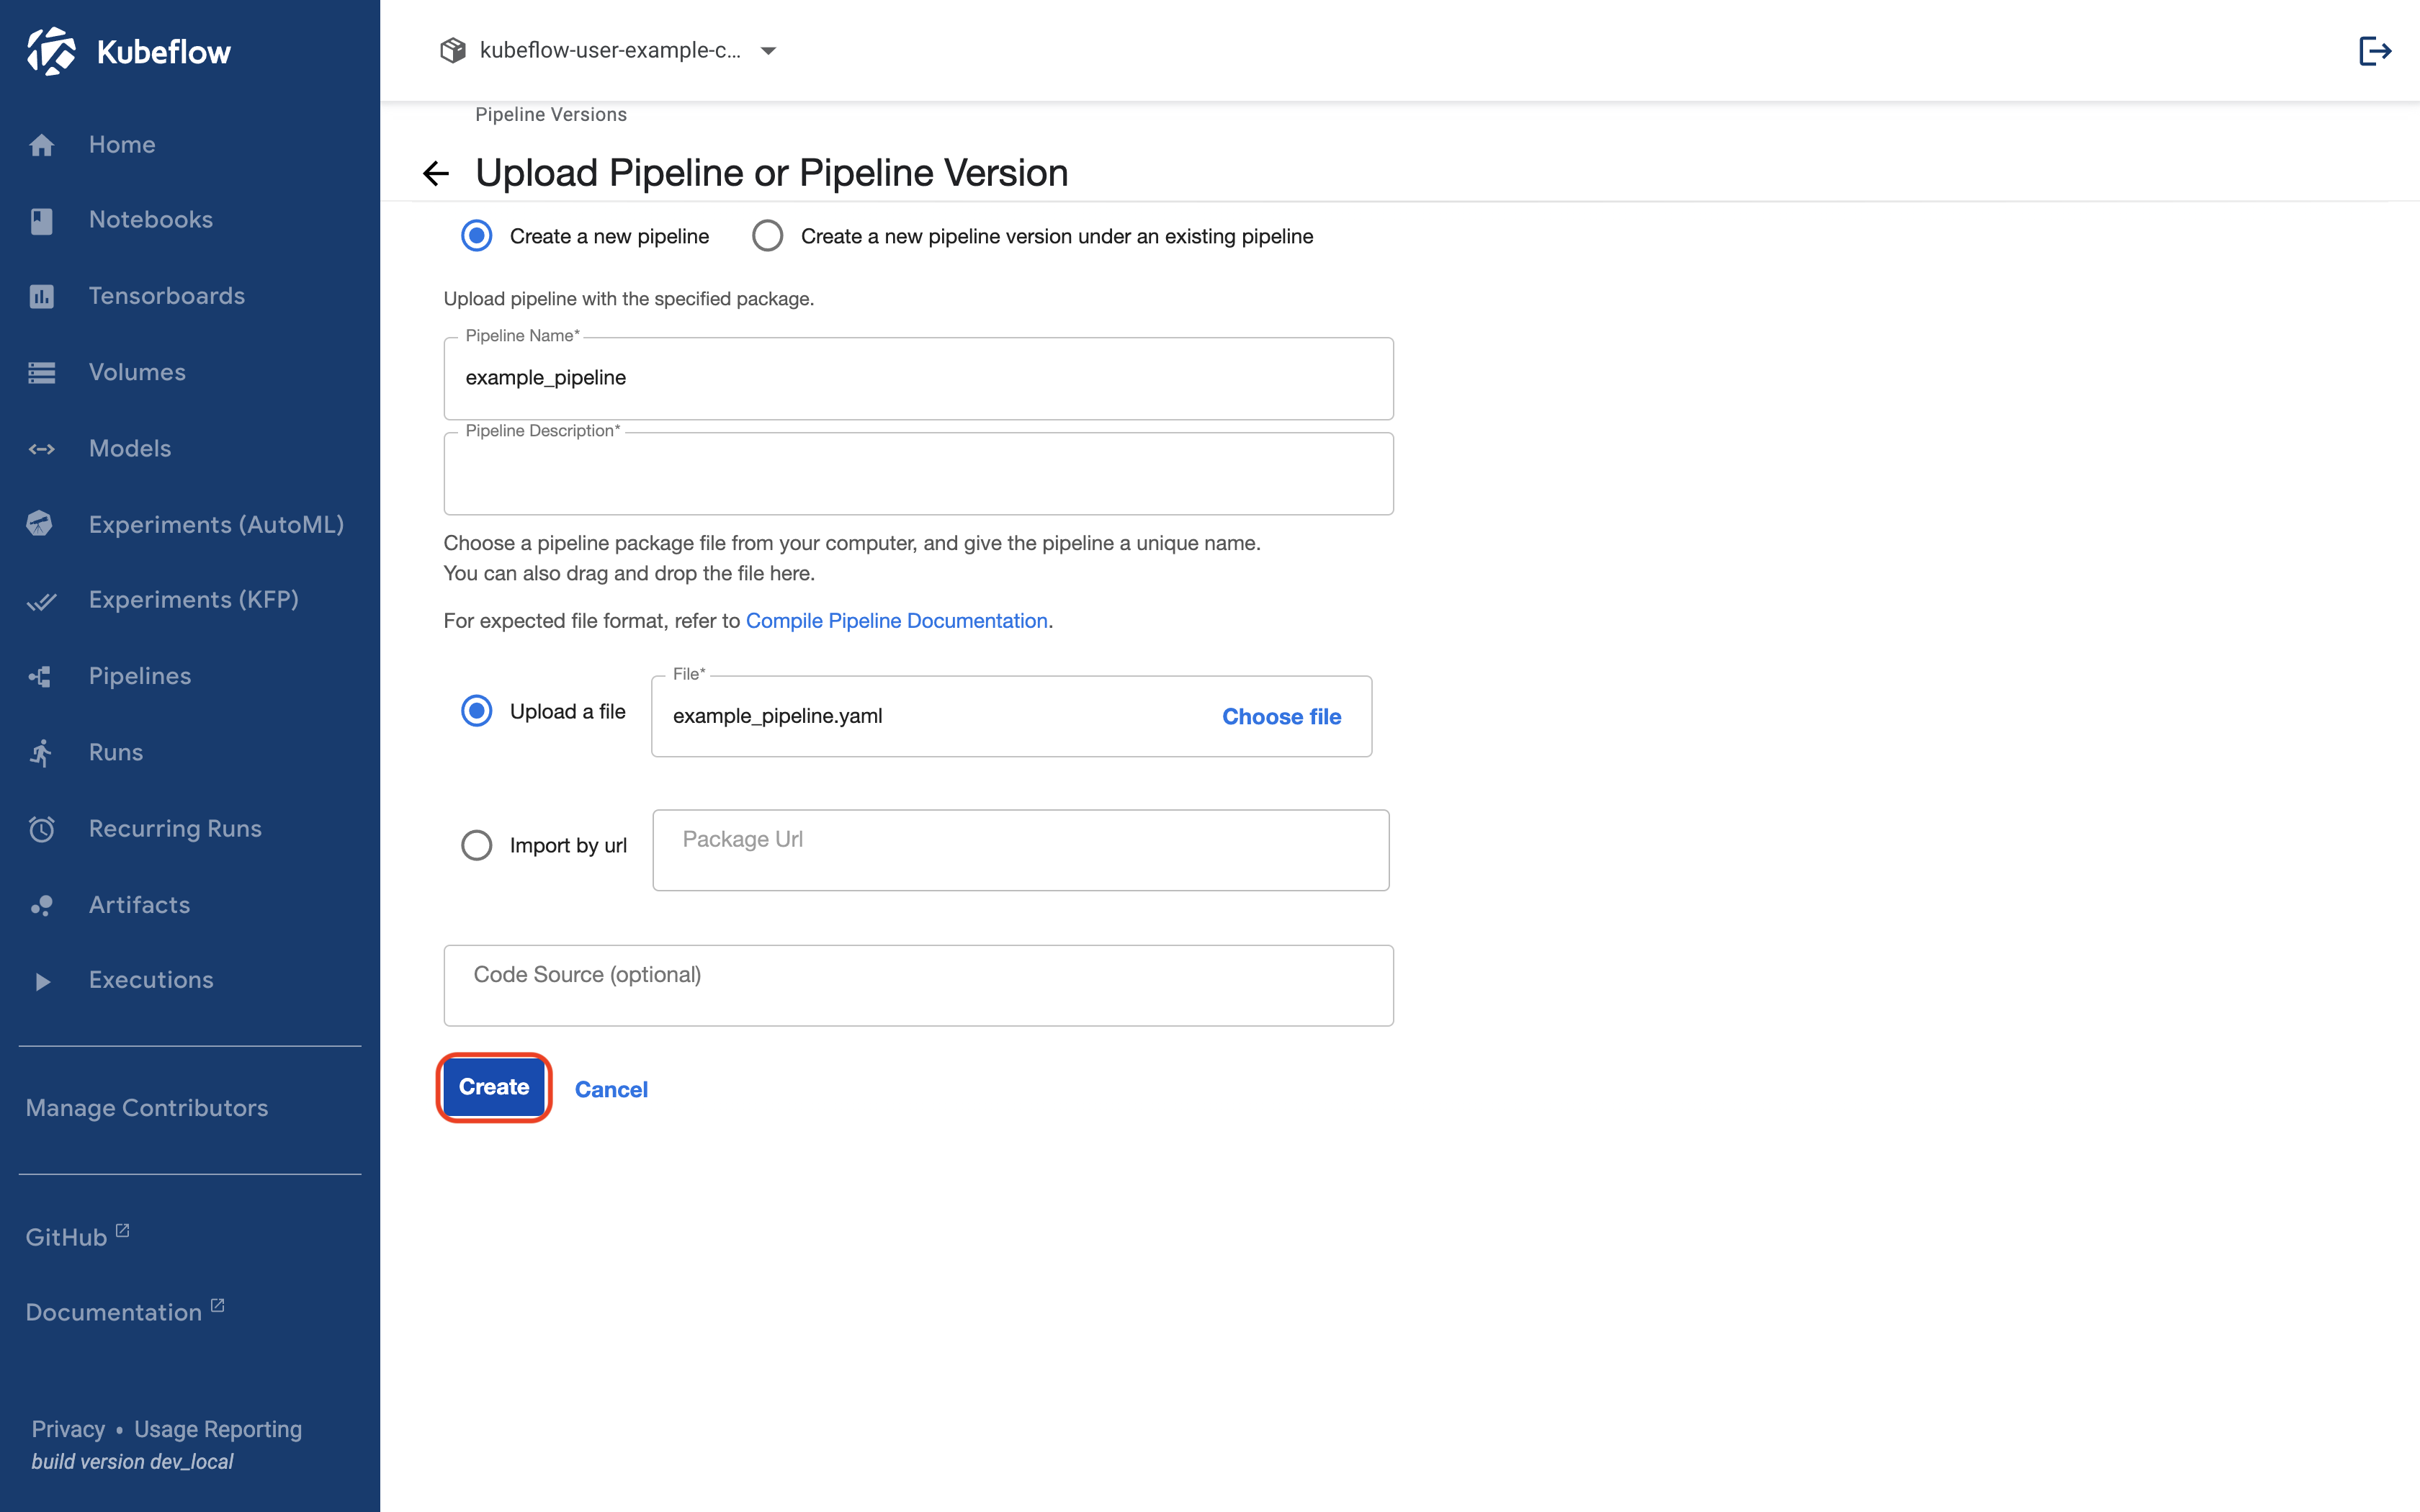 Kubeflow
Home
Notebooks
Tensorboards
Volumes
Models
Experiments (AutoML)
Experiments (KFP)
Pipelines
Runs
Recurring Runs
Artifacts
Executions
Manage Contributors
GitHub
Documentation
Privacy • Usage Reporting
build version dev_local
kubeflow-user-example-c...
Pipeline Versions
Upload Pipeline or Pipeline Version
Create a new pipeline
Create a new pipeline version under an existing pipeline
Upload pipeline with the specified package.
Pipeline Name*
example_pipeline
Pipeline Description*
Choose a pipeline package file from your computer, and give the pipeline a unique name.
You can also drag and drop the file here.
For expected file format, refer to Compile Pipeline Documentation.
File*
Upload a file
example_pipeline.yaml
Choose file
Import by url
Package Url
Code Source (optional)
Create
Cancel